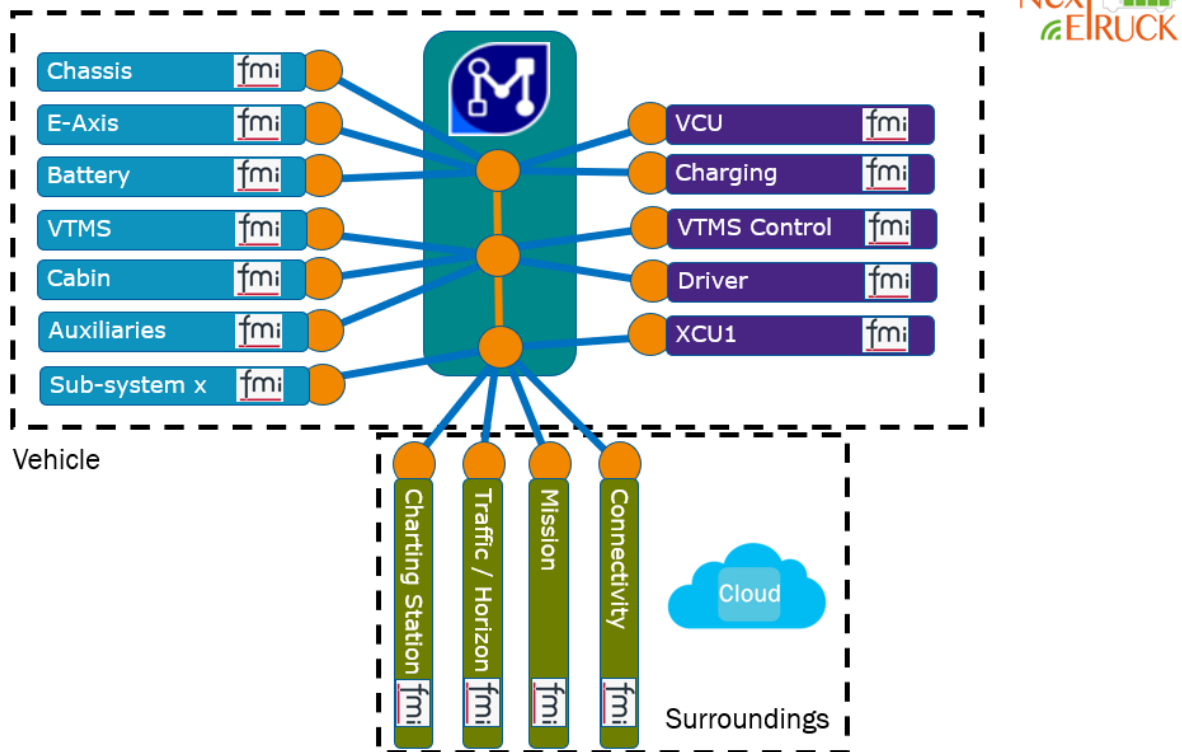 Nex
ETRUCK
Chassis fmi
E-Axis fmi
Battery fmi
VTMS fmi
Cabin fmi
Auxiliaries fmi
Sub-system x fmi
M
VCU fmi
Charging fmi
VTMS Control fmi
Driver fmi
XCU1 fmi
Vehicle
Charting Station fmi
Traffic / Horizon fmi
Mission fmi
Connectivity fmi
Cloud
Surroundings